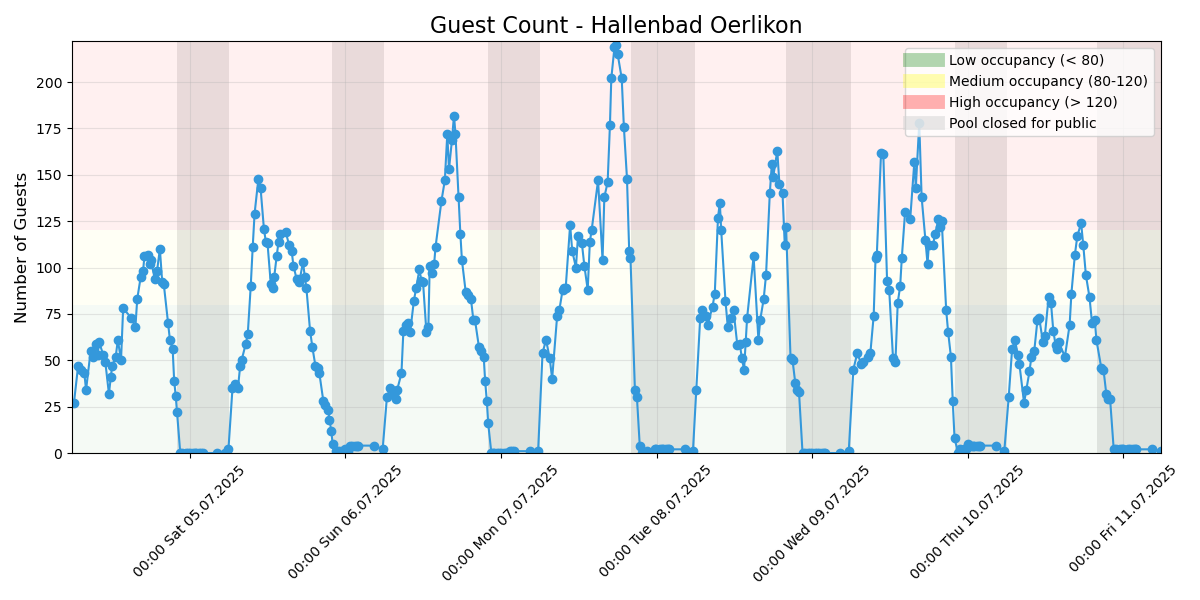 Guest Count - Hallenbad Oerlikon
Number of Guests
200
175
150
125
100
75
50
25
0
Low occupancy (< 80)
Medium occupancy (80-120)
High occupancy (> 120)
Pool closed for public
00:00 Sat 05.07.2025
00:00 Sun 06.07.2025
00:00 Mon 07.07.2025
00:00 Tue 08.07.2025
00:00 Wed 09.07.2025
00:00 Thu 10.07.2025
00:00 Fri 11.07.2025